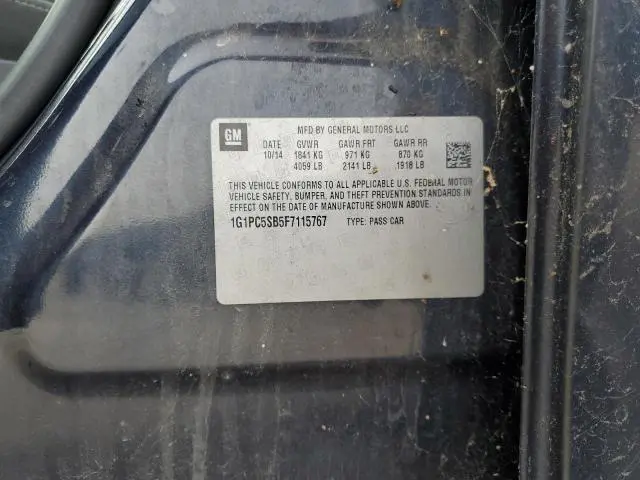 GM
MFD BY GENERAL MOTORS LLC
DATE GVWR GAWR FRT GAWR RR
10/14 1841 KG 971 KG 870 KG
4059 LB 2141 LB 1918 LB
THIS VEHICLE CONFORMS TO ALL APPLICABLE U.S. FEDERAL MOTOR
VEHICLE SAFETY, BUMPER, AND THEFT PREVENTION STANDARDS
IN EFFECT ON THE DATE OF MANUFACTURE SHOWN ABOVE.
1G1PC5SB5F7115767 TYPE: PASS CAR